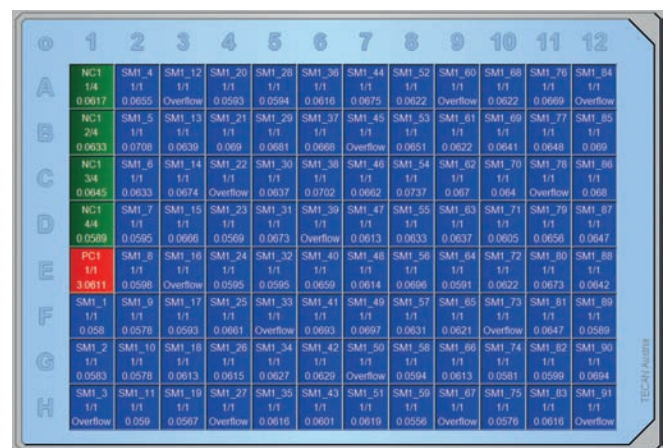 1 2 3 4 5 6 7 8 9 10 11 12
A
NC1 SM1_4 SM1_12 SM1_20 SM1_28 SM1_36 SM1_44 SM1_52 SM1_60 SM1_68 SM1_76 SM1_84
1/4 1/1 1/1 1/1 1/1 1/1 1/1 1/1 1/1 1/1 1/1 1/1
0.0617 0.0655 Overflow 0.0593 0.0594 0.0616 0.0675 0.0622 Overflow 0.0622 0.0669 Overflow
B
NC1 SM1_5 SM1_13 SM1_21 SM1_29 SM1_37 SM1_45 SM1_53 SM1_61 SM1_69 SM1_77 SM1_85
2/4 1/1 1/1 1/1 1/1 1/1 1/1 1/1 1/1 1/1 1/1 1/1
0.0633 0.0708 0.0639 0.069 0.0681 0.0668 Overflow 0.0651 0.0622 0.0641 0.0648 0.069
C
NC1 SM1_6 SM1_14 SM1_22 SM1_30 SM1_38 SM1_46 SM1_54 SM1_62 SM1_70 SM1_78 SM1_86
3/4 1/1 1/1 1/1 1/1 1/1 1/1 1/1 1/1 1/1 1/1 1/1
0.0645 0.0633 0.0674 Overflow 0.0637 0.0702 0.0662 0.0737 0.067 0.064 Overflow 0.068
D
NC1 SM1_7 SM1_15 SM1_23 SM1_31 SM1_39 SM1_47 SM1_55 SM1_63 SM1_71 SM1_79 SM1_87
4/4 1/1 1/1 1/1 1/1 1/1 1/1 1/1 1/1 1/1 1/1 1/1
0.0589 0.0595 0.0666 0.0569 0.0673 Overflow 0.0613 0.0633 0.0637 0.0605 0.0656 0.0647
E
PC1 SM1_8 SM1_16 SM1_24 SM1_32 SM1_40 SM1_48 SM1_56 SM1_64 SM1_72 SM1_80 SM1_88
1/1 1/1 1/1 1/1 1/1 1/1 1/1 1/1 1/1 1/1 1/1 1/1
3.0611 0.0598 Overflow 0.0595 0.0595 0.0659 0.0614 0.0696 0.0591 0.0622 0.0673 0.0642
F
SM1_1 SM1_9 SM1_17 SM1_25 SM1_33 SM1_41 SM1_49 SM1_57 SM1_65 SM1_73 SM1_81 SM1_89
1/1 1/1 1/1 1/1 1/1 1/1 1/1 1/1 1/1 1/1 1/1 1/1
0.058 0.0578 0.0593 0.0661 Overflow 0.0693 0.0697 0.0631 0.0621 Overflow 0.0647 0.0589
G
SM1_2 SM1_10 SM1_18 SM1_26 SM1_34 SM1_42 SM1_50 SM1_58 SM1_66 SM1_74 SM1_82 SM1_90
1/1 1/1 1/1 1/1 1/1 1/1 1/1 1/1 1/1 1/1 1/1 1/1
0.0583 0.0578 0.0613 0.0615 0.0627 0.0629 Overflow 0.0594 0.0613 0.0581 0.0599 0.0694
H
SM1_3 SM1_11 SM1_19 SM1_27 SM1_35 SM1_43 SM1_51 SM1_59 SM1_67 SM1_75 SM1_83 SM1_91
1/1 1/1 1/1 1/1 1/1 1/1 1/1 1/1 1/1 1/1 1/1 1/1
Overflow 0.059 0.0567 Overflow 0.0616 0.0601 0.0619 0.0556 Overflow 0.0576 0.0616 Overflow
TECAN Austria